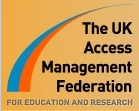 The UK
Access
Management
Federation
FOR EDUCATION AND RESEARCH